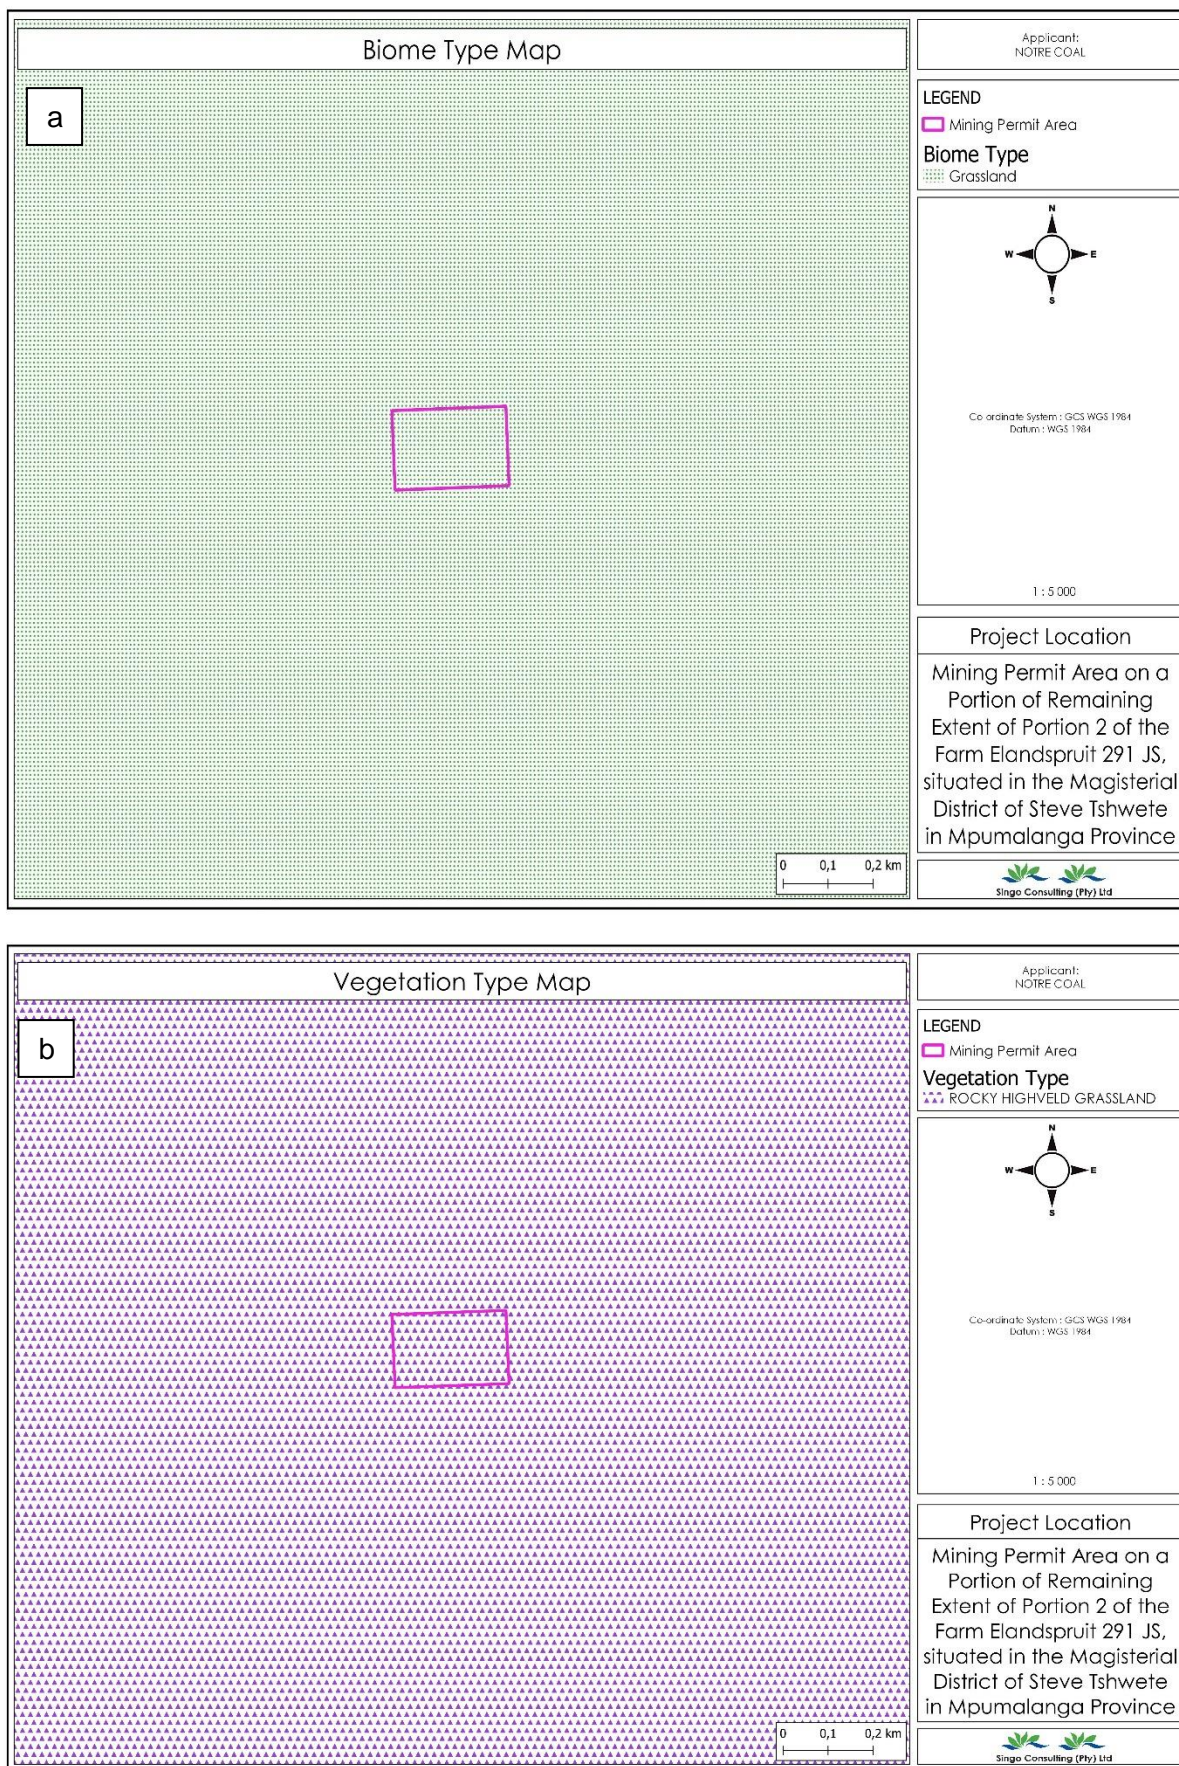 Biome Type Map
a
0 0,1 0,2 km
Applicant:
NOTRE COAL
LEGEND
Mining Permit Area
Biome Type
Grassland
N
W E
S
Co ordinate System : GCS WGS 1984
Datum : WGS 1984
1 : 5 000
Project Location
Mining Permit Area on a
Portion of Remaining
Extent of Portion 2 of the
Farm Elandspruit 291 JS,
situated in the Magisterial
District of Steve Tshwete
in Mpumalanga Province
Singo Consulting (Pty) Ltd
Vegetation Type Map
b
0 0,1 0,2 km
Applicant:
NOTRE COAL
LEGEND
Mining Permit Area
Vegetation Type
ROCKY HIGHVELD GRASSLAND
N
W E
S
Co-ordinate System : GCS WGS 1984
Datum : WGS 1984
1 : 5 000
Project Location
Mining Permit Area on a
Portion of Remaining
Extent of Portion 2 of the
Farm Elandspruit 291 JS,
situated in the Magisterial
District of Steve Tshwete
in Mpumalanga Province
Singo Consulting (Pty) Ltd